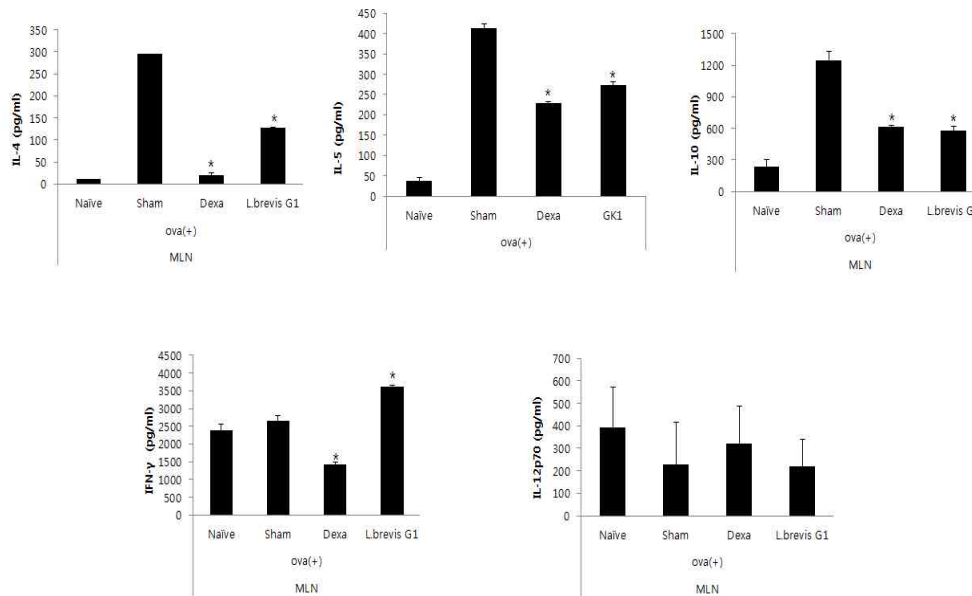 IL-4 (pg/ml)
350
300
250
200
150
100
50
0
*
*
Naïve Sham Dexa L.brevis G1
ova(+)
MLN
IL-5 (pg/ml)
450
400
350
300
250
200
150
100
50
0
*
*
Naïve Sham Dexa GK1
ova(+)
IL-10 (pg/ml)
1500
1200
900
600
300
0
*
*
Naïve Sham Dexa L.brevis G
ova(+)
MLN
IFN-γ (pg/ml)
4500
4000
3500
3000
2500
2000
1500
1000
500
0
*
*
Naïve Sham Dexa L.brevis G1
ova(+)
MLN
IL-12p70 (pg/ml)
700
600
500
400
300
200
100
0
Naïve Sham Dexa L.brevis G1
ova(+)
MLN